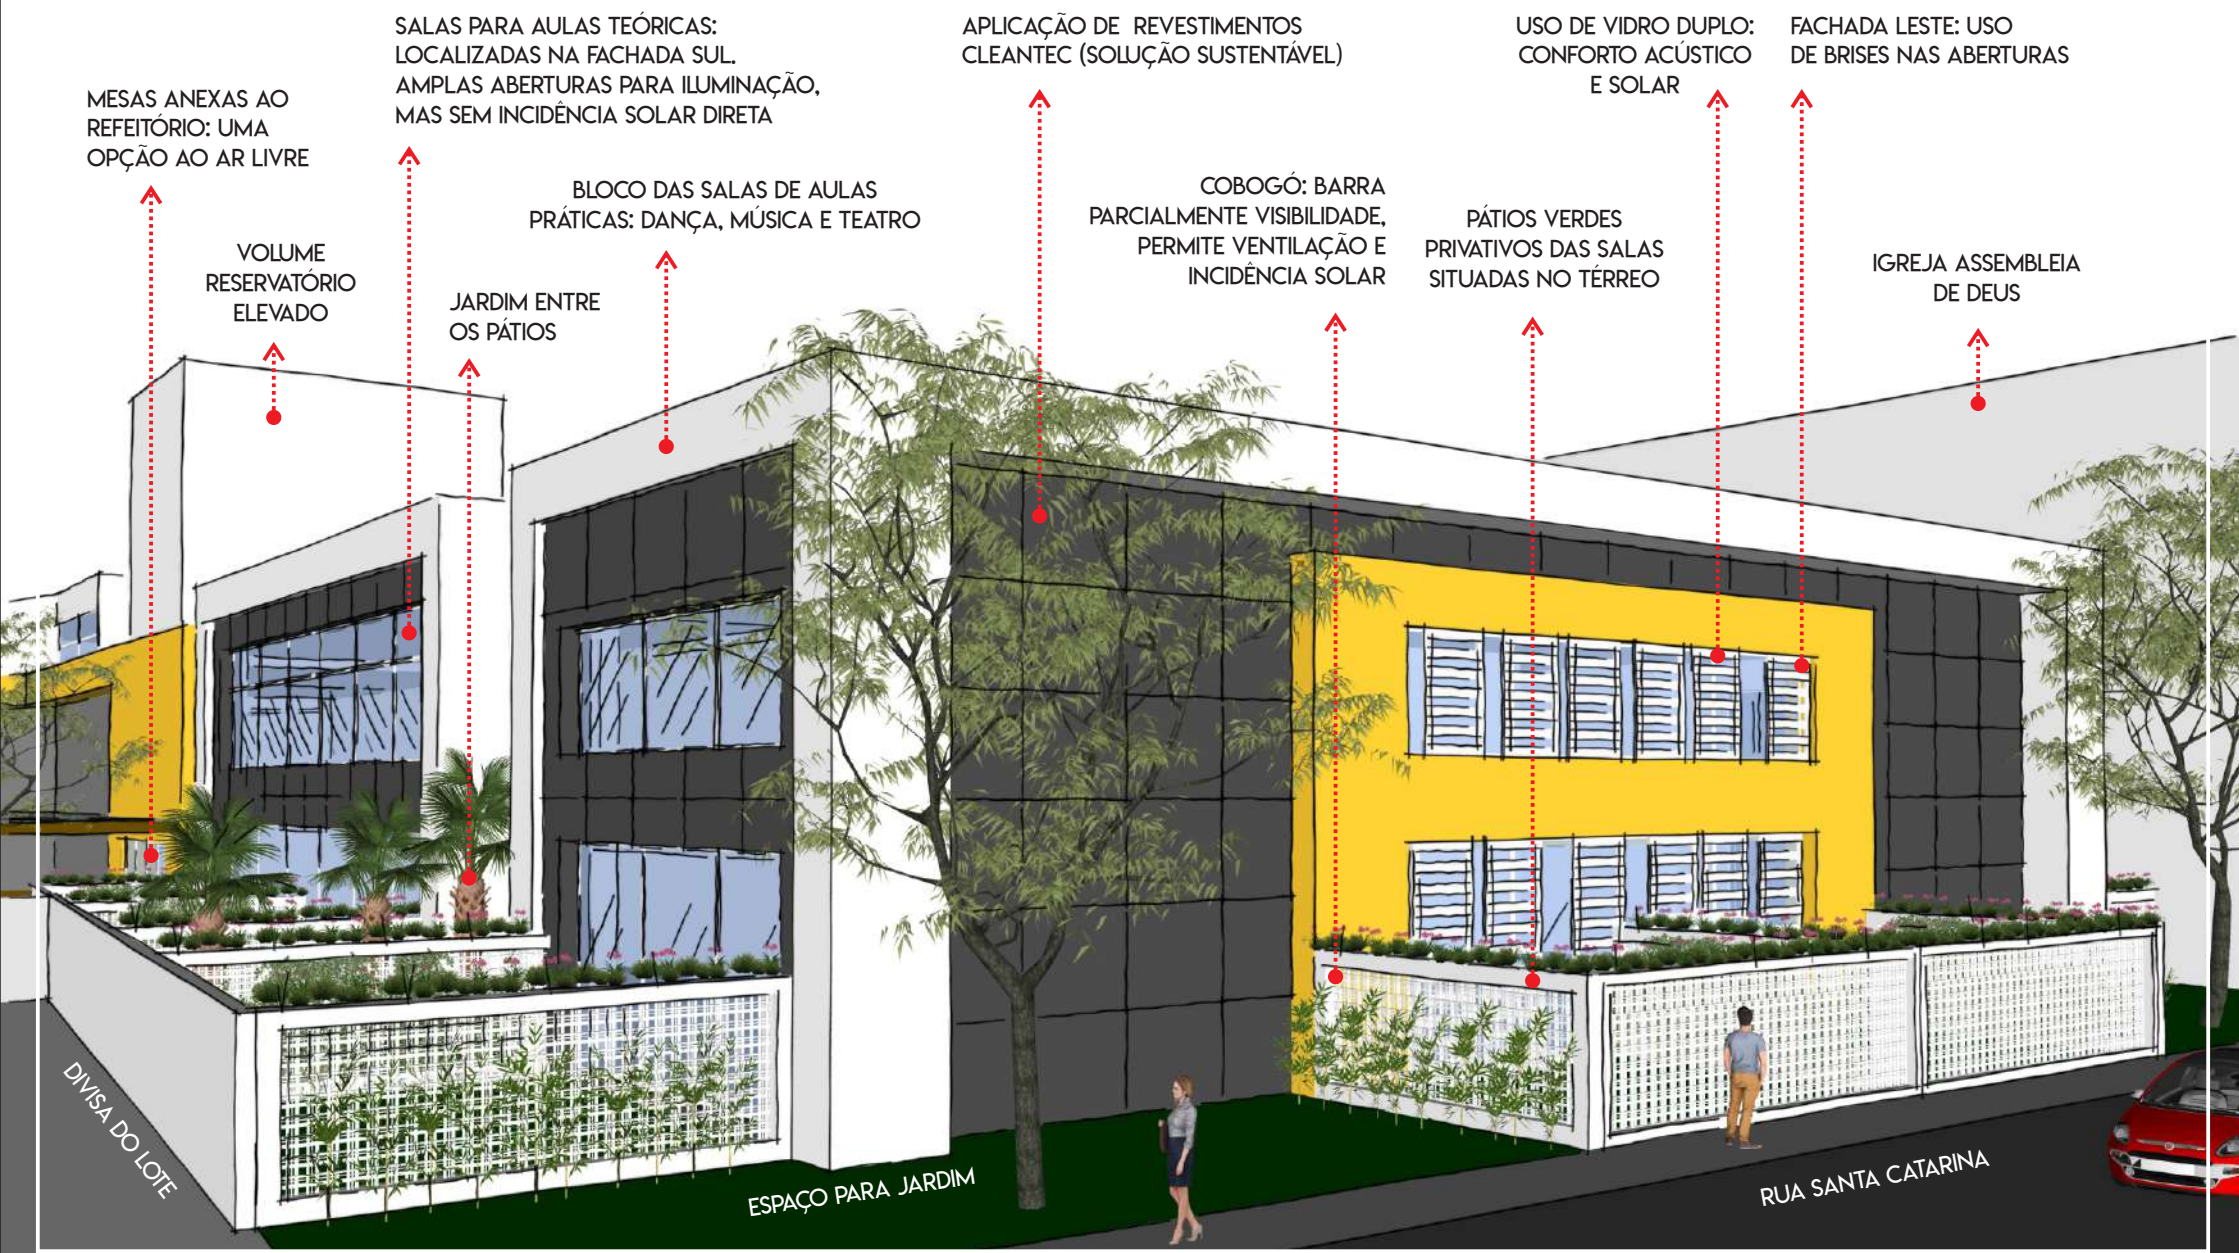 SALAS PARA AULAS TEÓRICAS:
LOCALIZADAS NA FACHADA SUL.
AMPLAS ABERTURAS PARA ILUMINAÇÃO,
MAS SEM INCIDÊNCIA SOLAR DIRETA
APLICAÇÃO DE REVESTIMENTOS
CLEANTEC (SOLUÇÃO SUSTENTÁVEL)
USO DE VIDRO DUPLO:
CONFORTO ACÚSTICO
E SOLAR
FACHADA LESTE: USO
DE BRISES NAS ABERTURAS
MESAS ANEXAS AO
REFEITÓRIO: UMA
OPÇÃO AO AR LIVRE
BLOCO DAS SALAS DE AULAS
PRÁTICAS: DANÇA, MÚSICA E TEATRO
COBOGÓ: BARRA
PARCIALMENTE VISIBILIDADE,
PERMITE VENTILAÇÃO E
INCIDÊNCIA SOLAR
PÁTIOS VERDES
PRIVATIVOS DAS SALAS
SITUADAS NO TÉRREO
VOLUME
RESERVATÓRIO
ELEVADO
IGREJA ASSEMBLEIA
DE DEUS
JARDIM ENTRE
OS PÁTIOS
DIVISA DO LOTE
ESPAÇO PARA JARDIM
RUA SANTA CATARINA